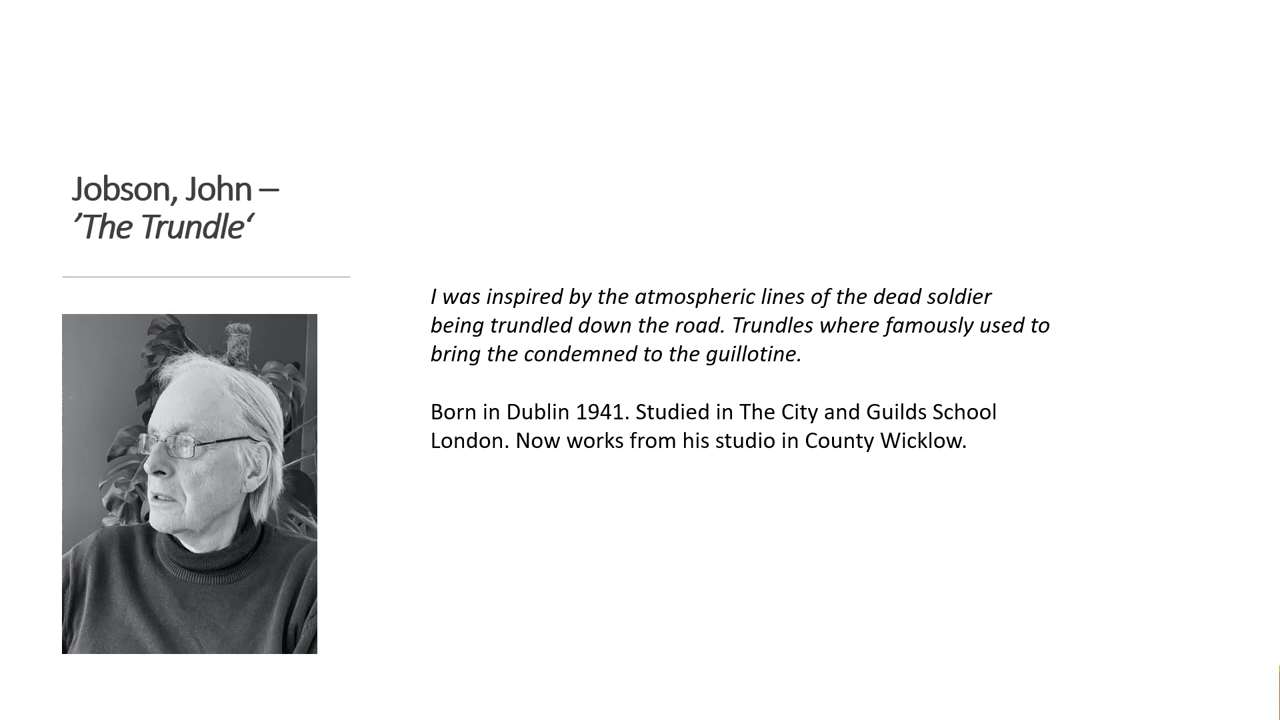 Jobson, John –
’The Trundle‘
I was inspired by the atmospheric lines of the dead soldier
being trundled down the road. Trundles where famously used to
bring the condemned to the guillotine.
Born in Dublin 1941. Studied in The City and Guilds School
London. Now works from his studio in County Wicklow.